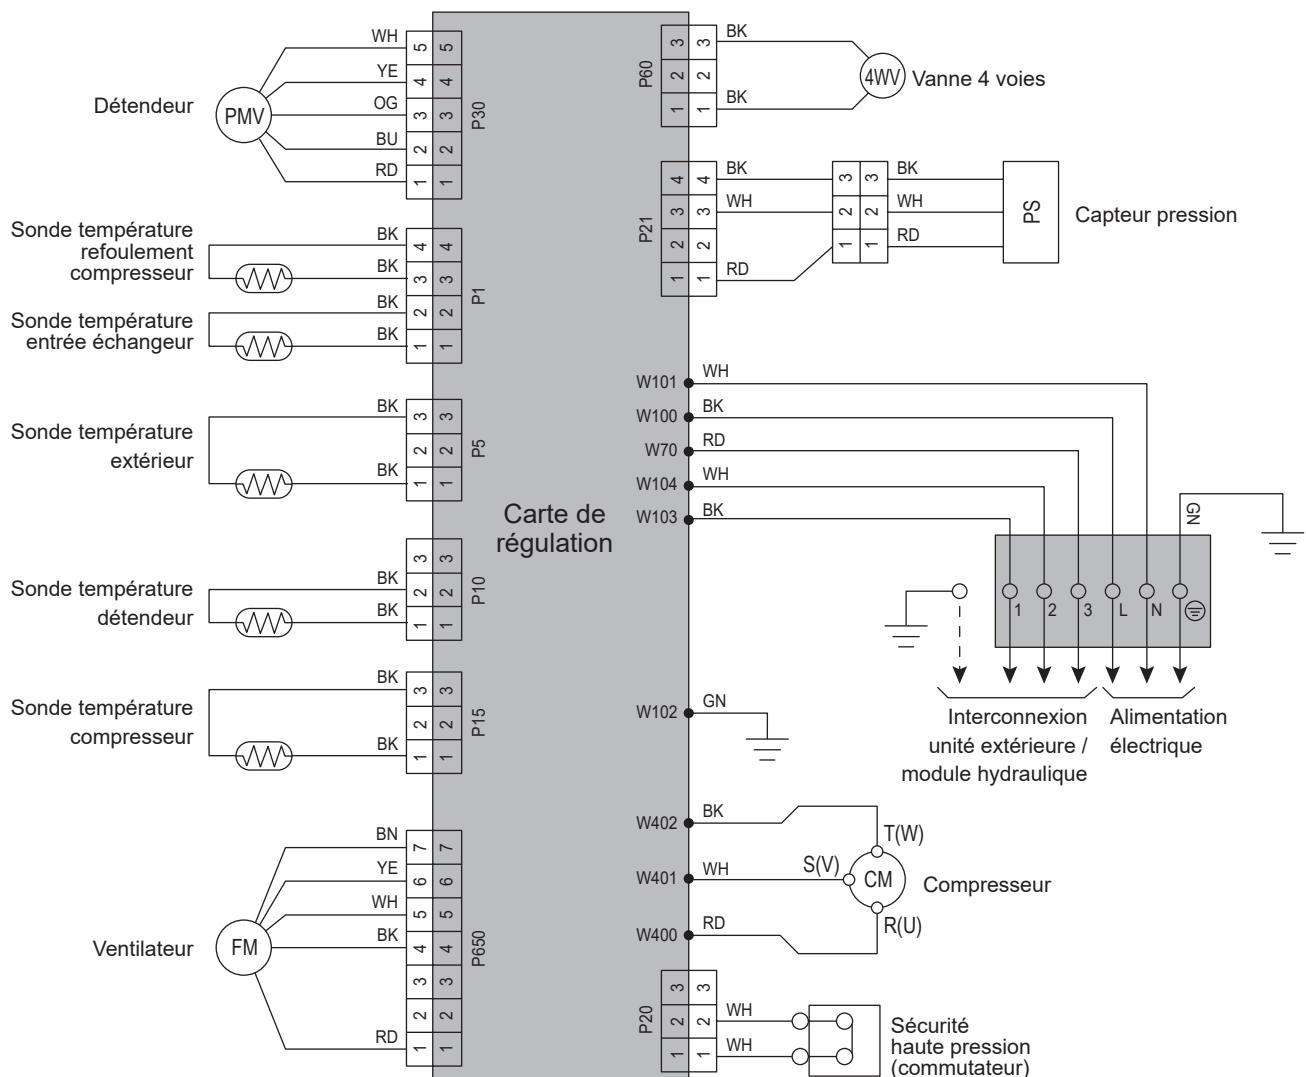 Détendeur
PMV
WH
YE
OG
BU
RD
5 5
4 4
3 3
2 2
1 1
P30
Sonde température
refoulement
compresseur
Sonde température
entrée échangeur
BK
BK
BK
BK
4 4
3 3
2 2
1 1
P1
Sonde température
extérieur
BK
BK
3 3
2 2
1 1
P5
Sonde température
détendeur
BK
BK
3 3
2 2
1 1
P10
Sonde température
compresseur
BK
BK
3 3
2 2
1 1
P15
Ventilateur
FM
BN
YE
WH
BK
RD
7 7
6 6
5 5
4 4
3 3
2 2
1 1
P650
Carte de
régulation
P60
3 3
2 2
1 1
BK
BK
4WV
Vanne 4 voies
P21
4 4
3 3
2 2
1 1
BK
WH
RD
3 3
2 2
1 1
BK
WH
RD
PS
Capteur pression
W101
WH
W100
BK
W70
RD
W104
WH
W103
BK
GN
1
2
3
L
N
Interconnexion
unité extérieure /
module hydraulique
Alimentation
électrique
W102
GN
W402
BK
W401
WH
W400
RD
T(W)
S(V)
R(U)
CM
Compresseur
P20
3 3
2 2
1 1
WH
WH
Sécurité
haute pression
(commutateur)